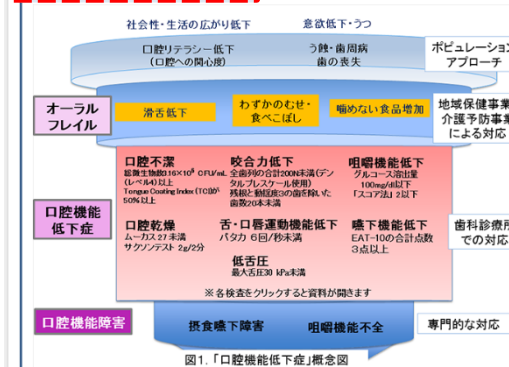 社会性・生活の広がり低下
意欲低下・うつ
口腔リテラシー低下
(口腔への関心度)
う蝕・歯周病
歯の喪失
ポピュレーション
アプローチ
オーラル
フレイル
滑舌低下
わずかのむせ・
食べこぼし
噛めない食品増加
地域保健事業
介護予防事業
による対応
口腔機能
低下症
口腔不潔
総微生物数3.16×10⁶ CFU/mL
(レベル4)以上
Tongue Coating Index (TCI)が
50%以上
咬合力低下
全歯列の合計200N未満(デン
タルプレスケール使用)
残根と動揺度3の歯を除いた
歯数20本未満
咀嚼機能低下
グルコース溶出量
100mg/dl以下
「スコア法」2以下
口腔乾燥
ムーカス27未満
サクソンテスト 2g/2分
舌・口唇運動機能低下
パタカ 6回/秒未満
嚥下機能低下
EAT-10の合計点数
3点以上
低舌圧
最大舌圧30 kPa未満
※各検査をクリックすると資料が開きます
歯科診療所
での対応
口腔機能障害
摂食嚥下障害
咀嚼機能不全
専門的な対応
図1.「口腔機能低下症」概念図